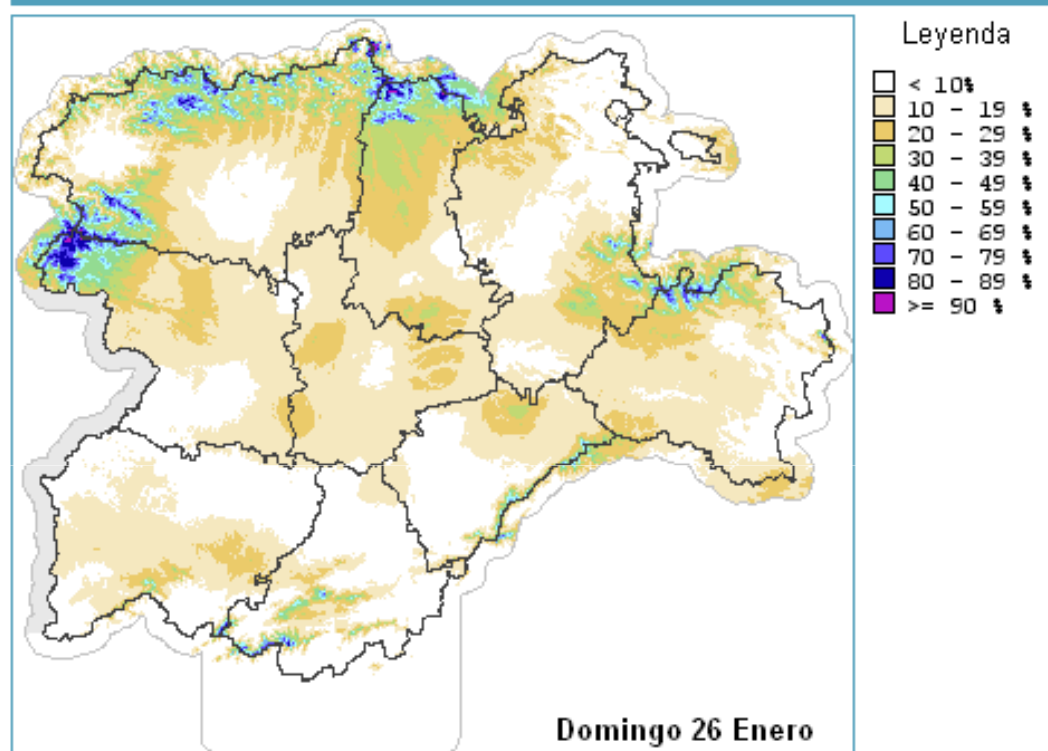 Leyenda
< 10%
10 - 19 %
20 - 29 %
30 - 39 %
40 - 49 %
50 - 59 %
60 - 69 %
70 - 79 %
80 - 89 %
>= 90 %
Domingo 26 Enero